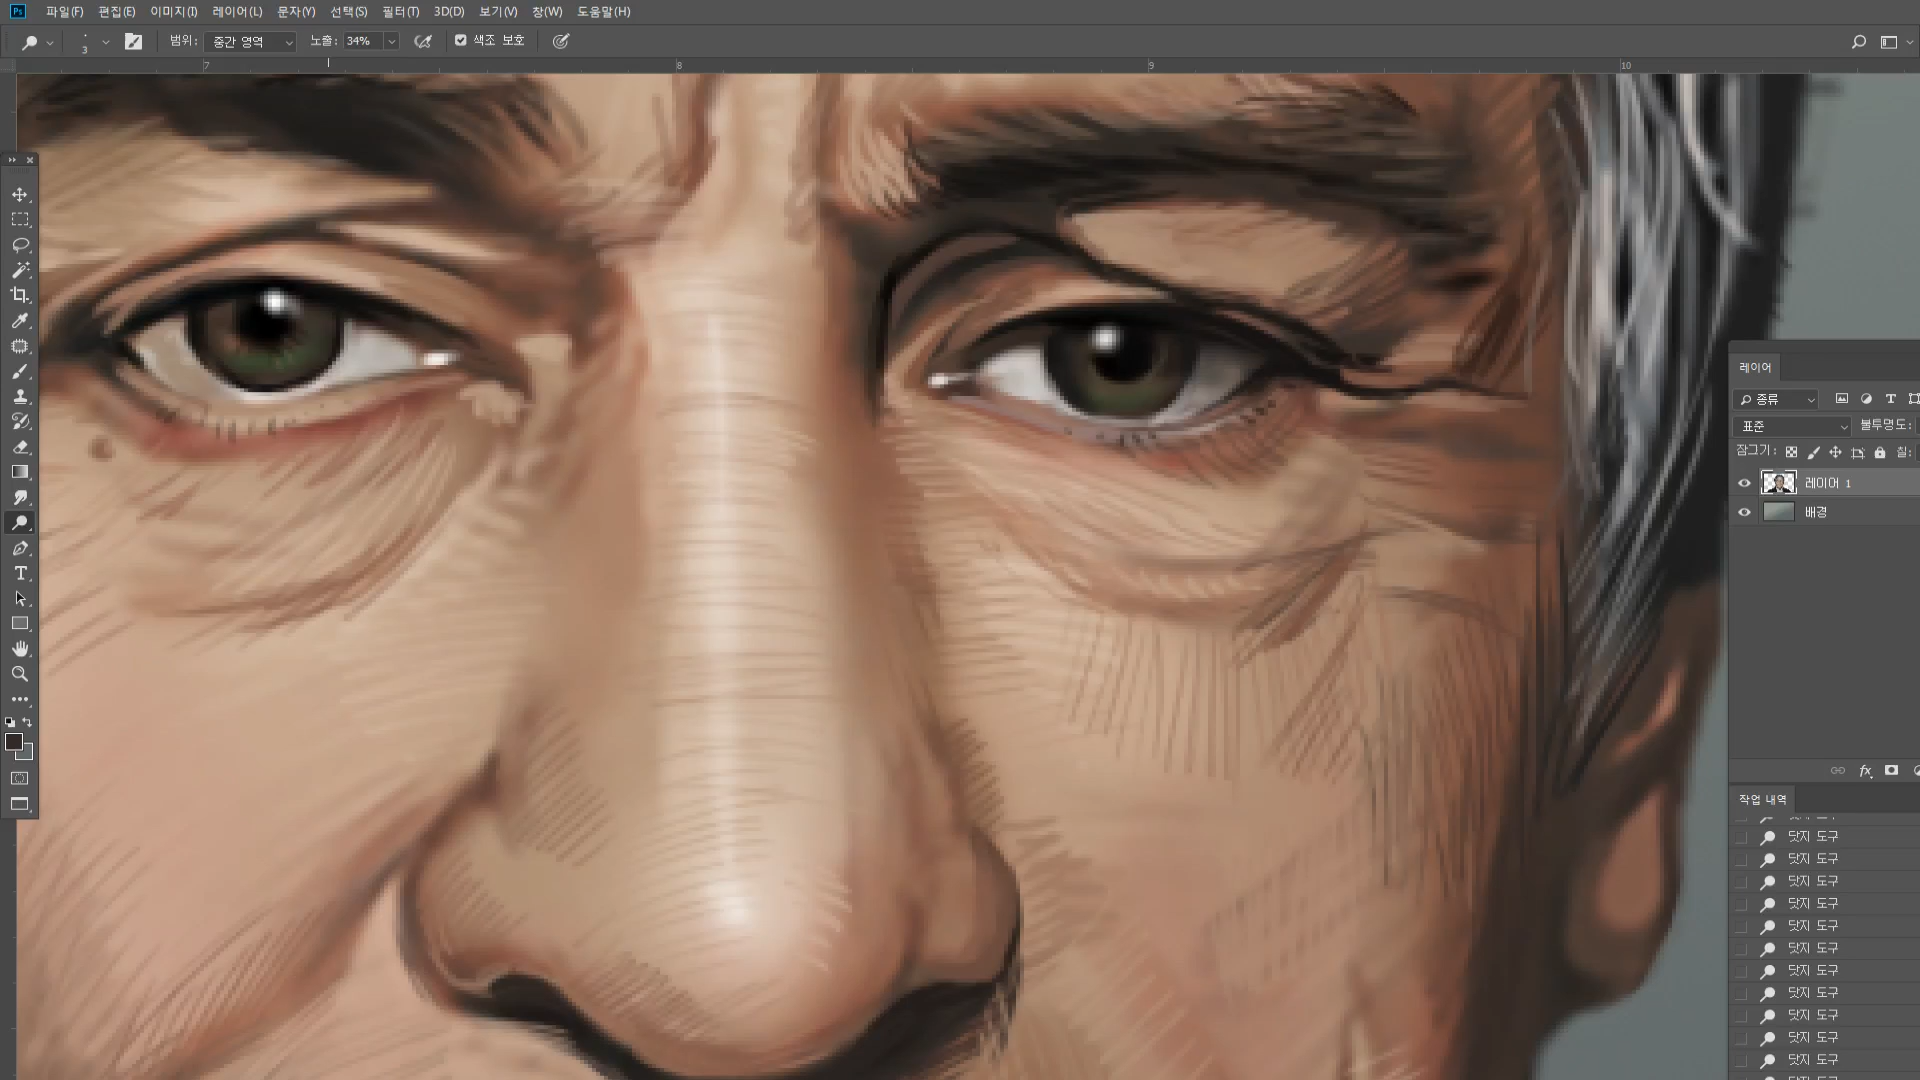 Ps 파일(F) 편집(E) 이미지(I) 레이어(L) 문자(Y) 선택(S) 필터(T) 3D(D) 보기(V) 창(W) 도움말(H)
3 범위: 중간 영역 노출: 34% 색조 보호
7 8 9 10
레이어
종류
표준 불투명도:
잠그기: 칠:
레이어 1
배경
fx
작업 내역
닷지 도구
닷지 도구
닷지 도구
닷지 도구
닷지 도구
닷지 도구
닷지 도구
닷지 도구
닷지 도구
닷지 도구
닷지 도구